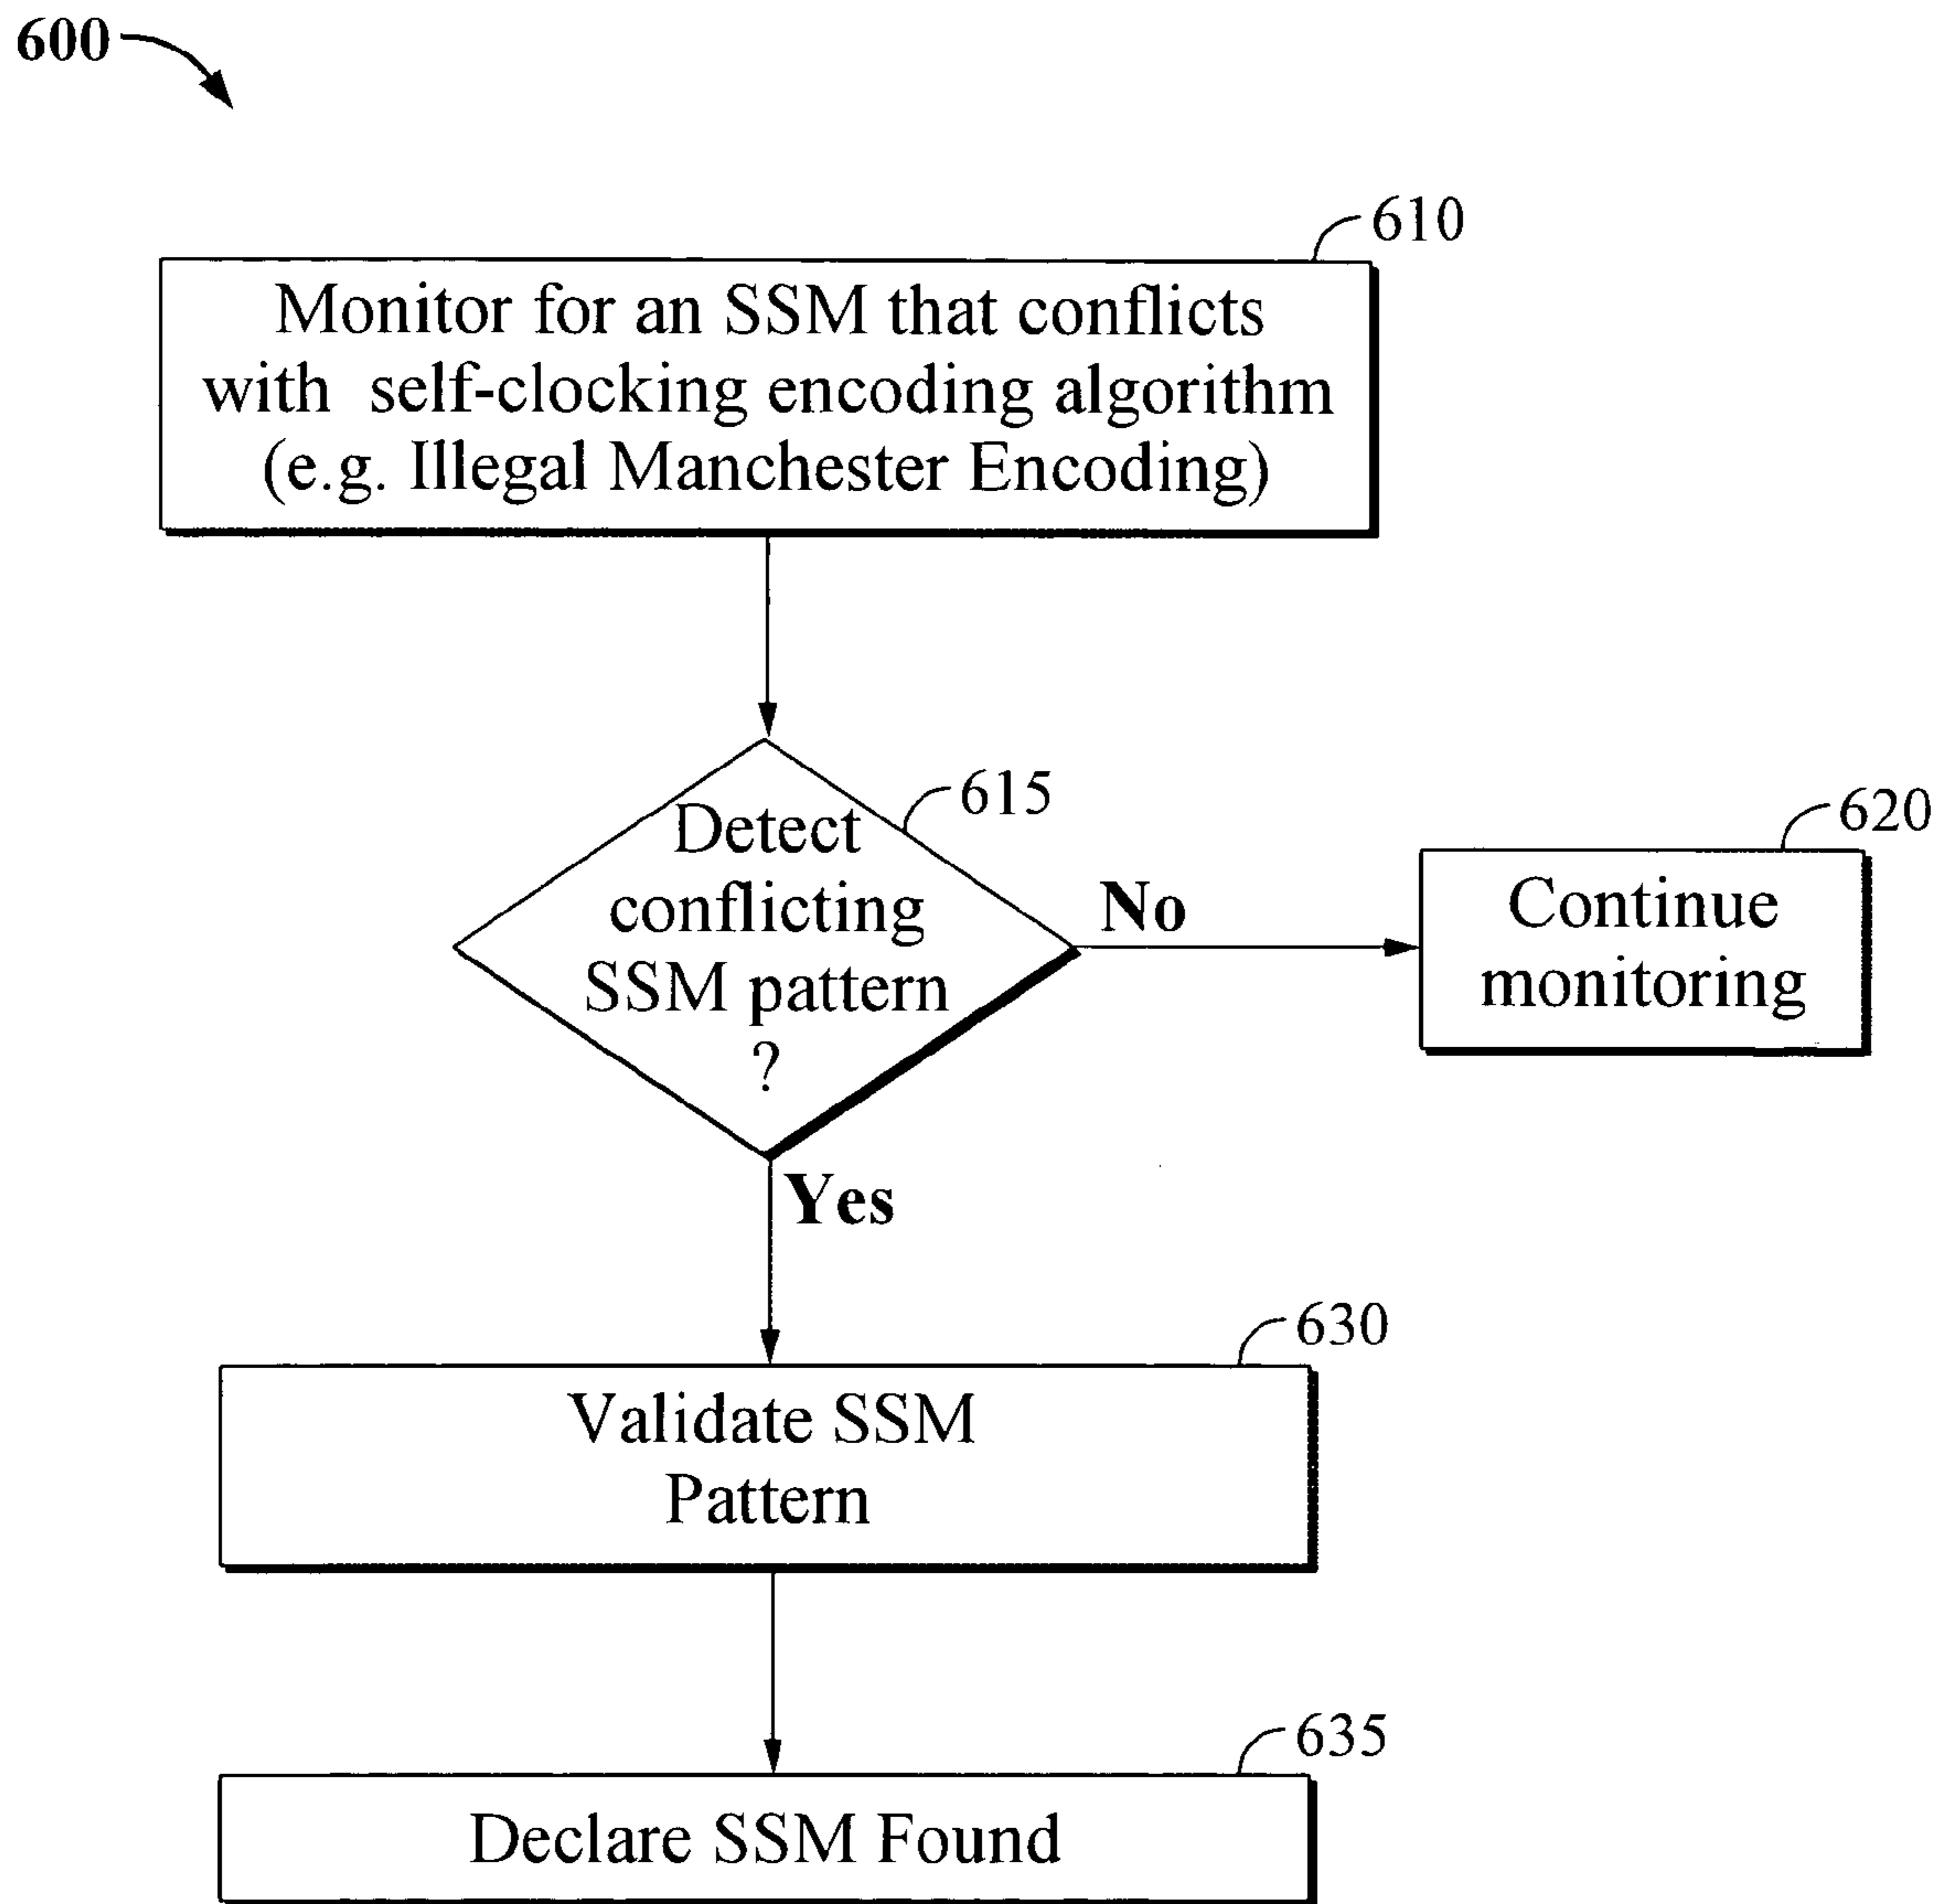 600
610
Monitor for an SSM that conflicts
with self-clocking encoding algorithm
(e.g. Illegal Manchester Encoding)
615
Detect
conflicting
SSM pattern
?
No
620
Continue
monitoring
Yes
630
Validate SSM
Pattern
635
Declare SSM Found